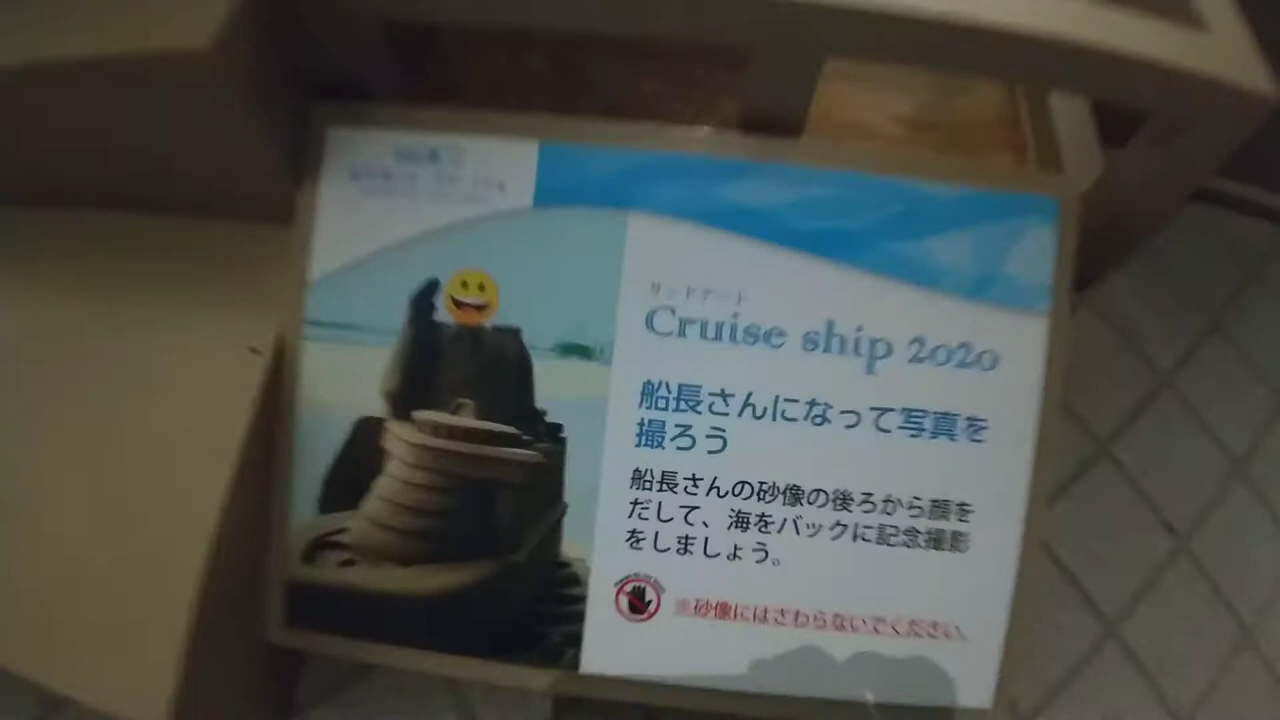 サンドアート
Cruise ship 2020
船長さんになって写真を
撮ろう
船長さんの砂像の後ろから顔を
だして、海をバックに記念撮影
をしましょう。
※砂像にはさわらないでください。